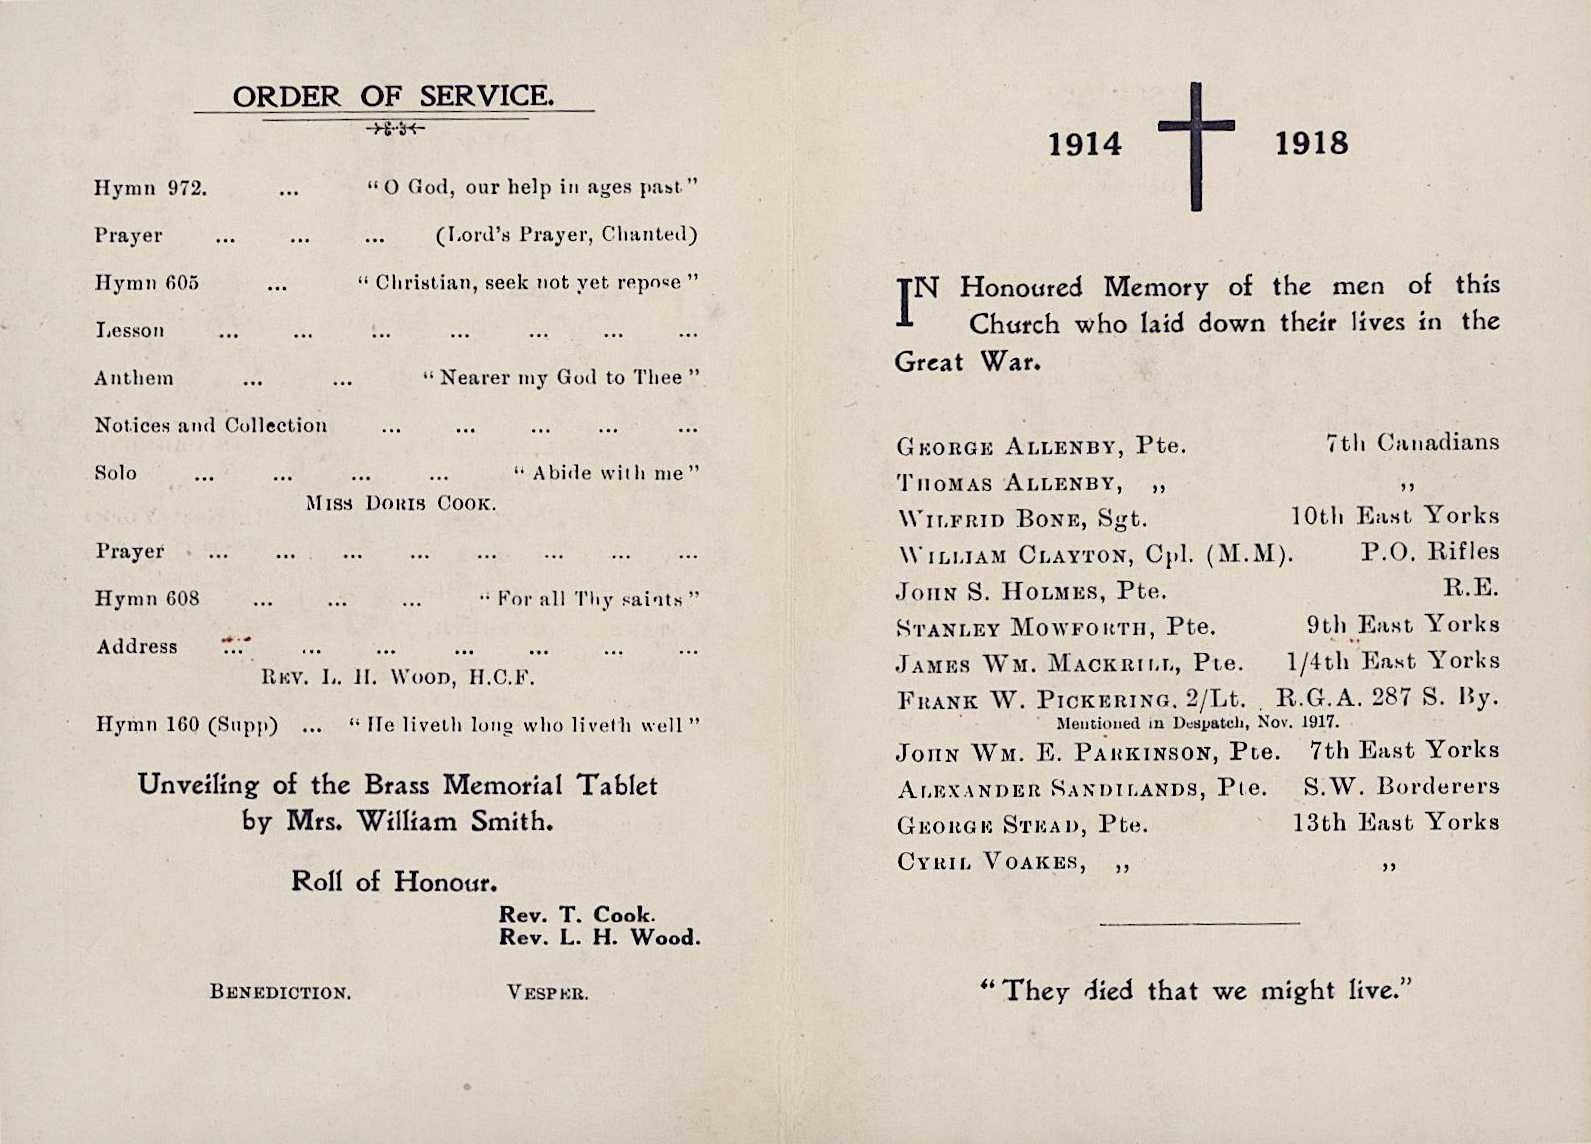 ORDER OF SERVICE.
Hymn 972. ... "O God, our help in ages past"
Prayer ... ... ... (Lord's Prayer, Chanted)
Hymn 605 ... "Christian, seek not yet repose"
Lesson ... ... ... ... ... ... ...
Anthem ... ... "Nearer my God to Thee"
Notices and Collection ... ... ... ... ...
Solo ... ... ... ... "Abide with me"
MISS DORIS COOK.
Prayer ... ... ... ... ... ... ... ...
Hymn 608 ... ... ... "For all Thy saints"
Address ... ... ... ... ... ... ...
REV. L. H. WOOD, H.C.F.
Hymn 160 (Supp) ... "He liveth long who liveth well"
Unveiling of the Brass Memorial Tablet
by Mrs. William Smith.
Roll of Honour.
Rev. T. Cook.
Rev. L. H. Wood.
BENEDICTION. VESPER.
1914 1918
IN Honoured Memory of the men of this
Church who laid down their lives in the
Great War.
GEORGE ALLENBY, Pte. 7th Canadians
THOMAS ALLENBY, ,, ,,
WILFRID BONE, Sgt. 10th East Yorks
WILLIAM CLAYTON, Cpl. (M.M). P.O. Rifles
JOHN S. HOLMES, Pte. R.E.
STANLEY MOWFORTH, Pte. 9th East Yorks
JAMES WM. MACKRILL, Pte. 1/4th East Yorks
FRANK W. PICKERING, 2/Lt. R.G.A. 287 S. By.
Mentioned in Despatch, Nov. 1917.
JOHN WM. E. PARKINSON, Pte. 7th East Yorks
ALEXANDER SANDILANDS, Pte. S.W. Borderers
GEORGE STEAD, Pte. 13th East Yorks
CYRIL VOAKES, ,, ,,
"They died that we might live."